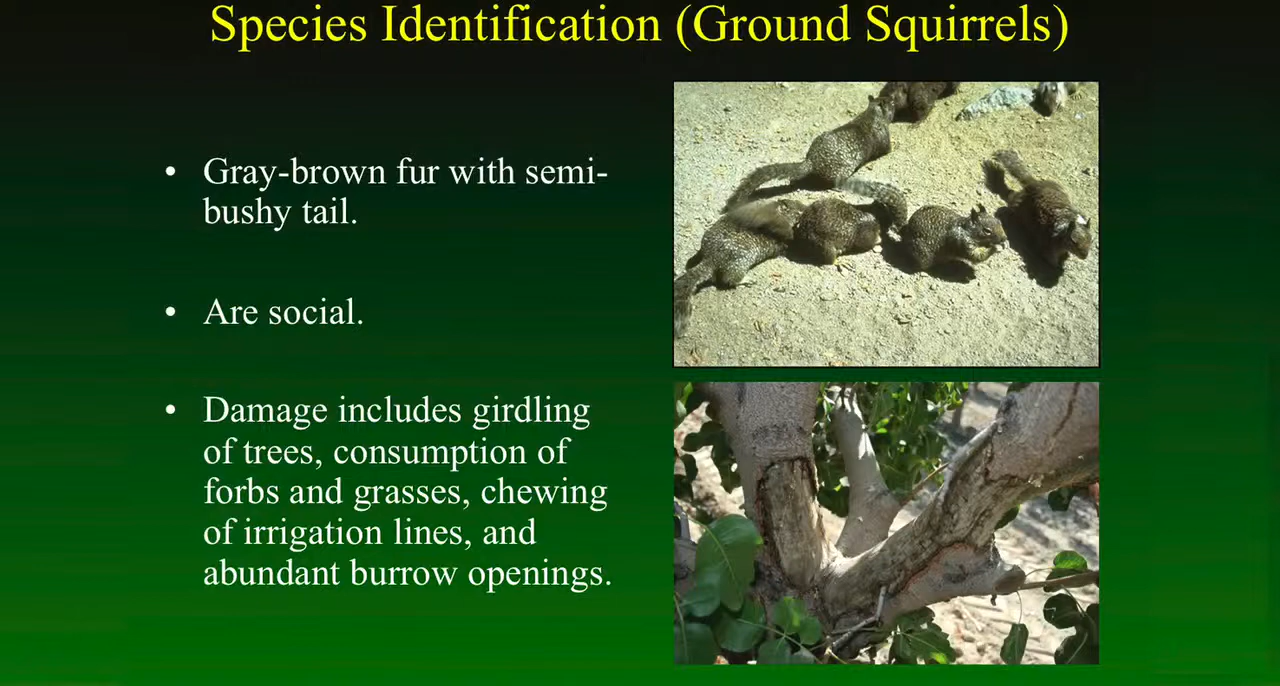 Species Identification (Ground Squirrels)
• Gray-brown fur with semi-
bushy tail.
• Are social.
• Damage includes girdling
of trees, consumption of
forbs and grasses, chewing
of irrigation lines, and
abundant burrow openings.